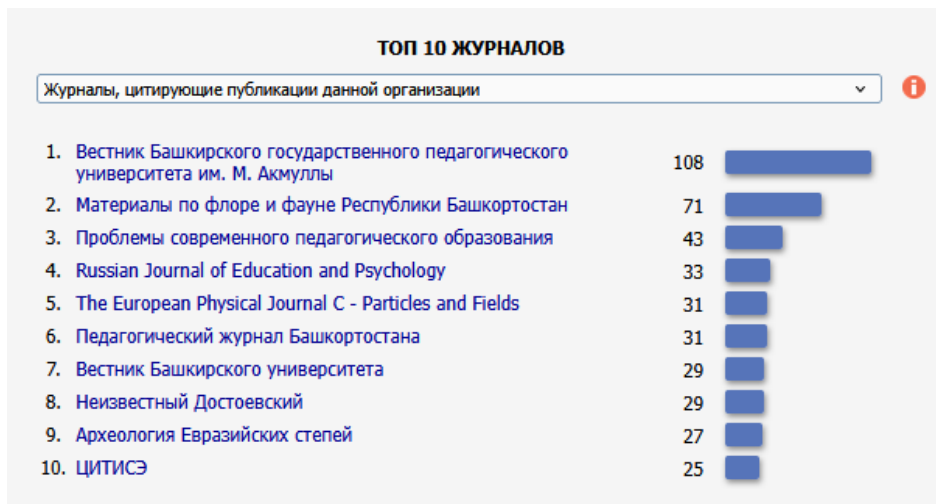 ТОП 10 ЖУРНАЛОВ
Журналы, цитирующие публикации данной организации
1. Вестник Башкирского государственного педагогического
университета им. М. Акмуллы 108
2. Материалы по флоре и фауне Республики Башкортостан 71
3. Проблемы современного педагогического образования 43
4. Russian Journal of Education and Psychology 33
5. The European Physical Journal C - Particles and Fields 31
6. Педагогический журнал Башкортостана 31
7. Вестник Башкирского университета 29
8. Неизвестный Достоевский 29
9. Археология Евразийских степей 27
10. ЦИТИСЭ 25